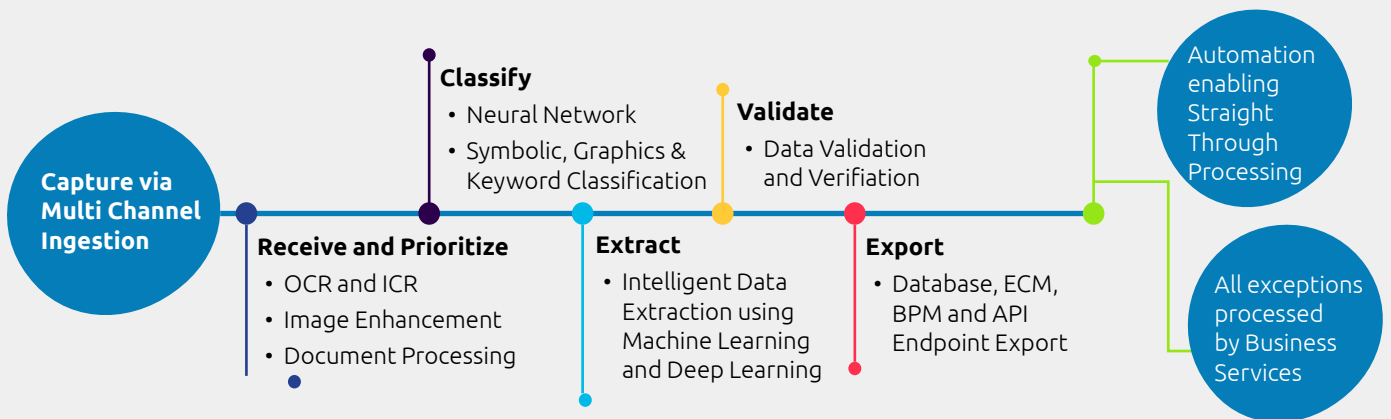 Capture via
Multi Channel
Ingestion
Receive and Prioritize
• OCR and ICR
• Image Enhancement
• Document Processing
Classify
• Neural Network
• Symbolic, Graphics &
Keyword Classification
Extract
• Intelligent Data
Extraction using
Machine Learning
and Deep Learning
Validate
• Data Validation
and Verifiation
Export
• Database, ECM,
BPM and API
Endpoint Export
Automation
enabling
Straight
Through
Processing
All exceptions
processed
by Business
Services